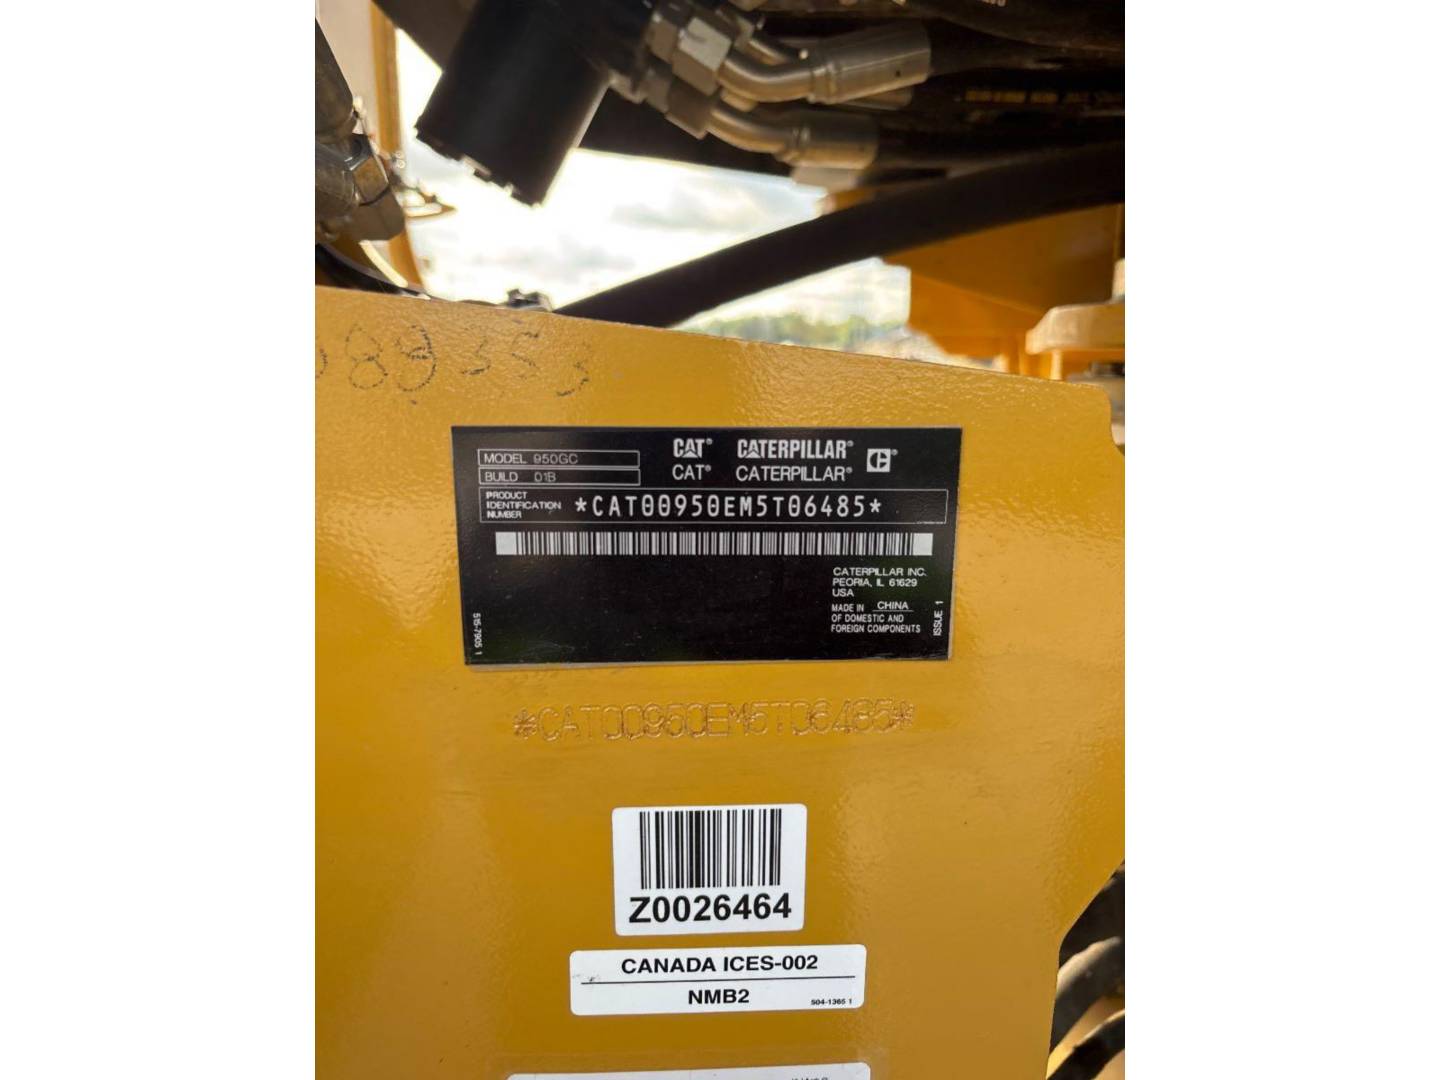 88353
CAT® CATERPILLAR®
CAT® CATERPILLAR® C
MODEL 950GC
BUILD 01B
PRODUCT
IDENTIFICATION
NUMBER
*CAT00950EM5T06485*
CATERPILLAR INC.
PEORIA, IL 61629
USA
MADE IN CHINA
OF DOMESTIC AND
FOREIGN COMPONENTS
ISSUE 1
515-7905 1
*CAT00950EM5T06485*
Z0026464
CANADA ICES-002
NMB2
504-1365 1